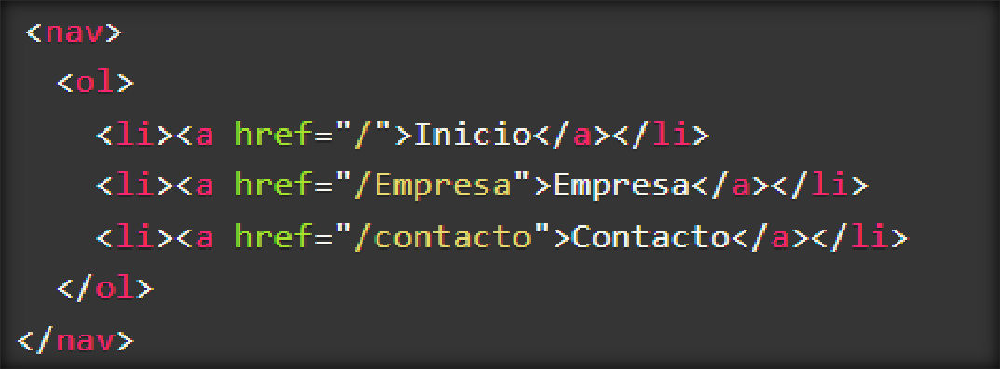 <nav>
<ol>
<li><a href="/">Inicio</a></li>
<li><a href="/Empresa">Empresa</a></li>
<li><a href="/contacto">Contacto</a></li>
</ol>
</nav>